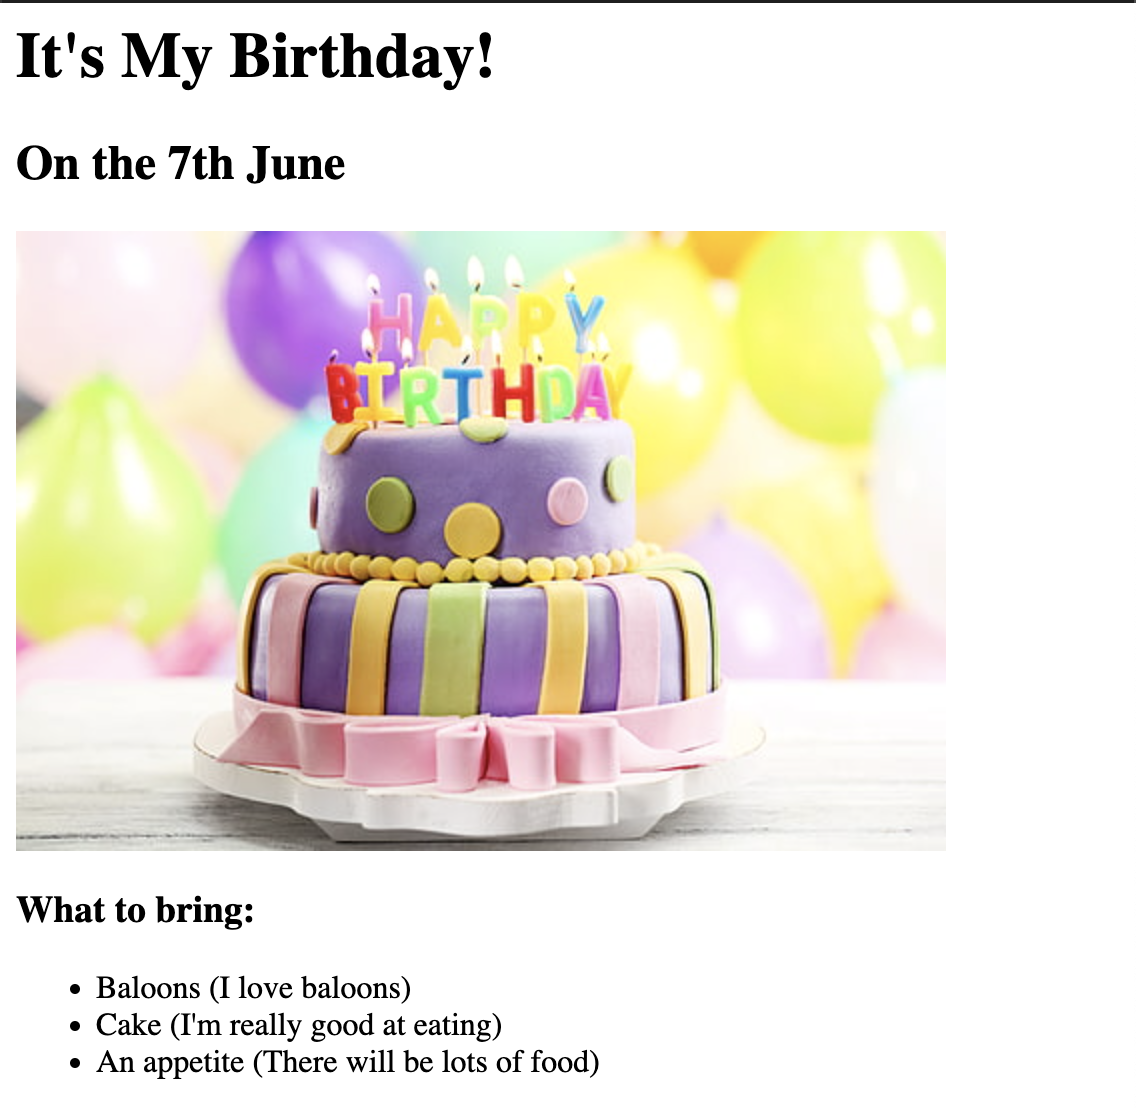 It's My Birthday!
On the 7th June
HAPPY
BIRTHDAY
What to bring:
Baloons (I love baloons)
Cake (I'm really good at eating)
An appetite (There will be lots of food)